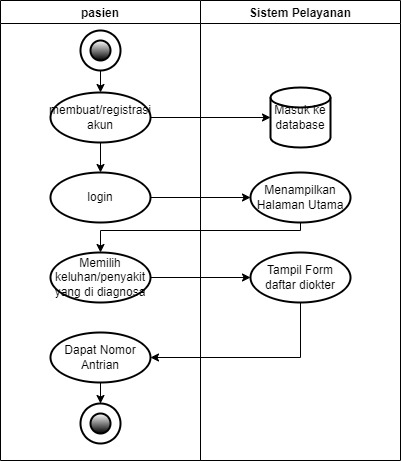 pasien
Sistem Pelayanan
membuat/registrasi
akun
Masuk ke
database
login
Menampilkan
Halaman Utama
Memilih
keluhan/penyakit
yang di diagnosa
Tampil Form
daftar diokter
Dapat Nomor
Antrian